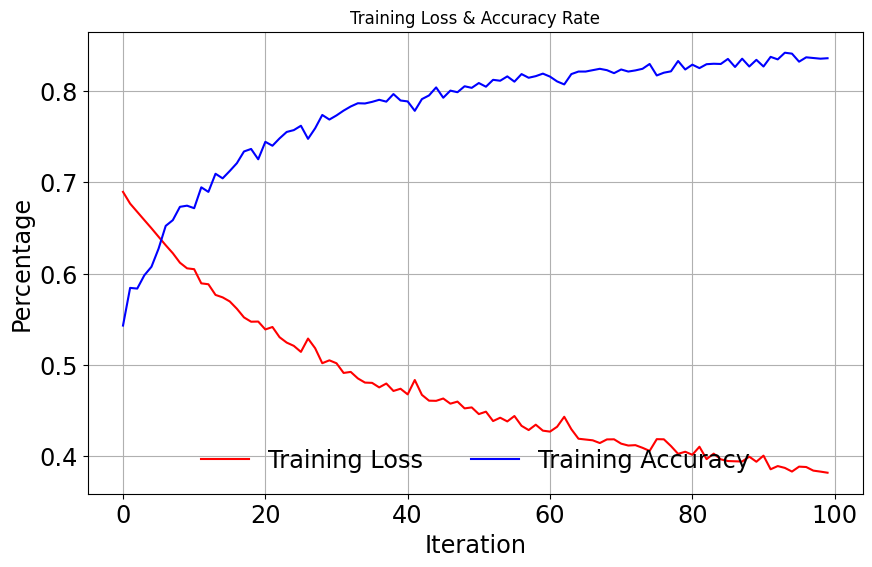 Training Loss & Accuracy Rate
Percentage
0.8
0.7
0.6
0.5
0.4
Training Loss
Training Accuracy
0
20
40
60
80
100
Iteration